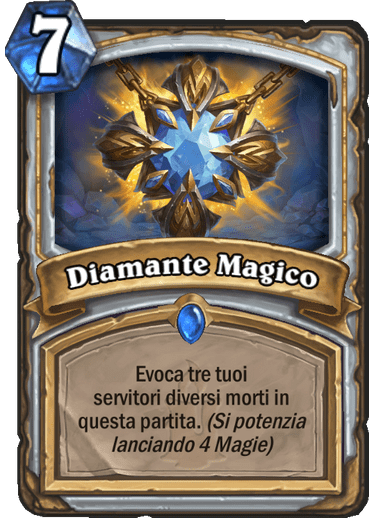 7
Diamante Magico
Evoca tre tuoi
servitori diversi morti in
questa partita. (Si potenzia
lanciando 4 Magie)